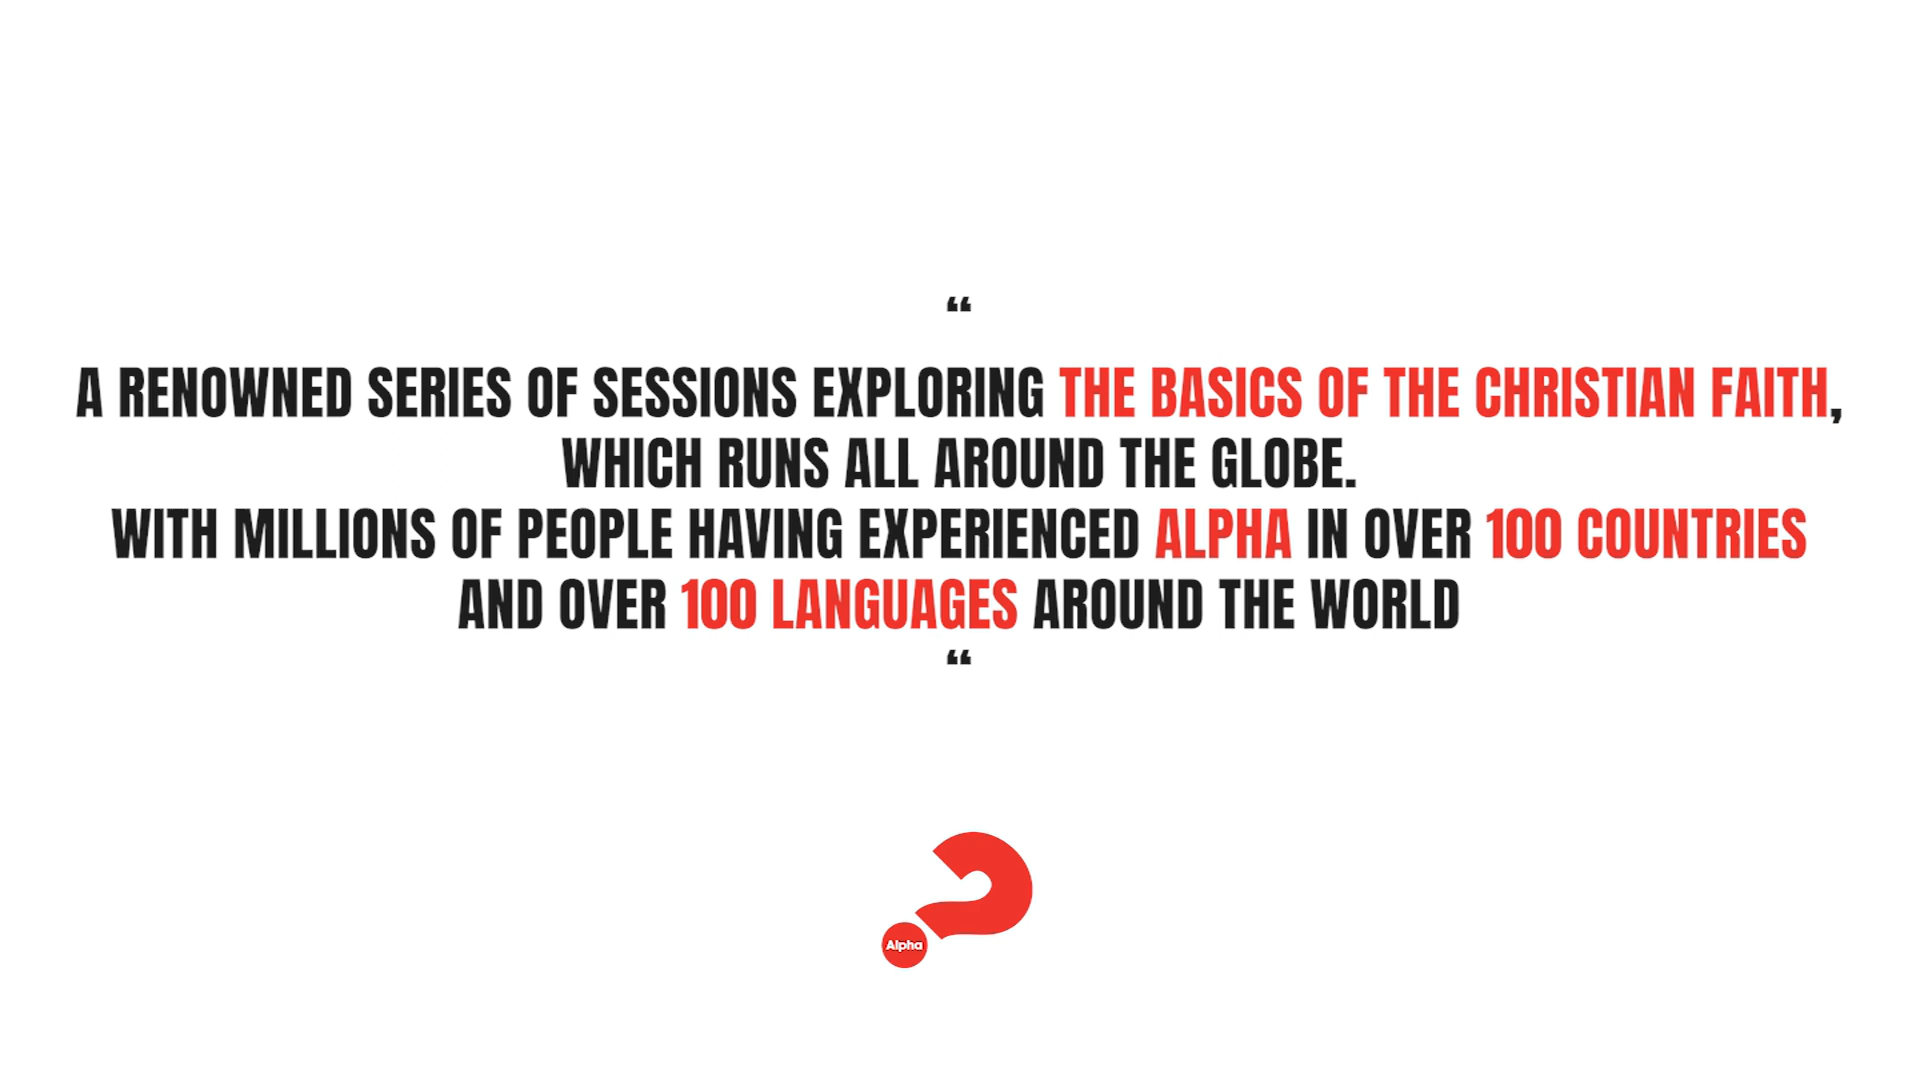 “
A RENOWNED SERIES OF SESSIONS EXPLORING THE BASICS OF THE CHRISTIAN FAITH,
WHICH RUNS ALL AROUND THE GLOBE.
WITH MILLIONS OF PEOPLE HAVING EXPERIENCED ALPHA IN OVER 100 COUNTRIES
AND OVER 100 LANGUAGES AROUND THE WORLD
“
Alpha